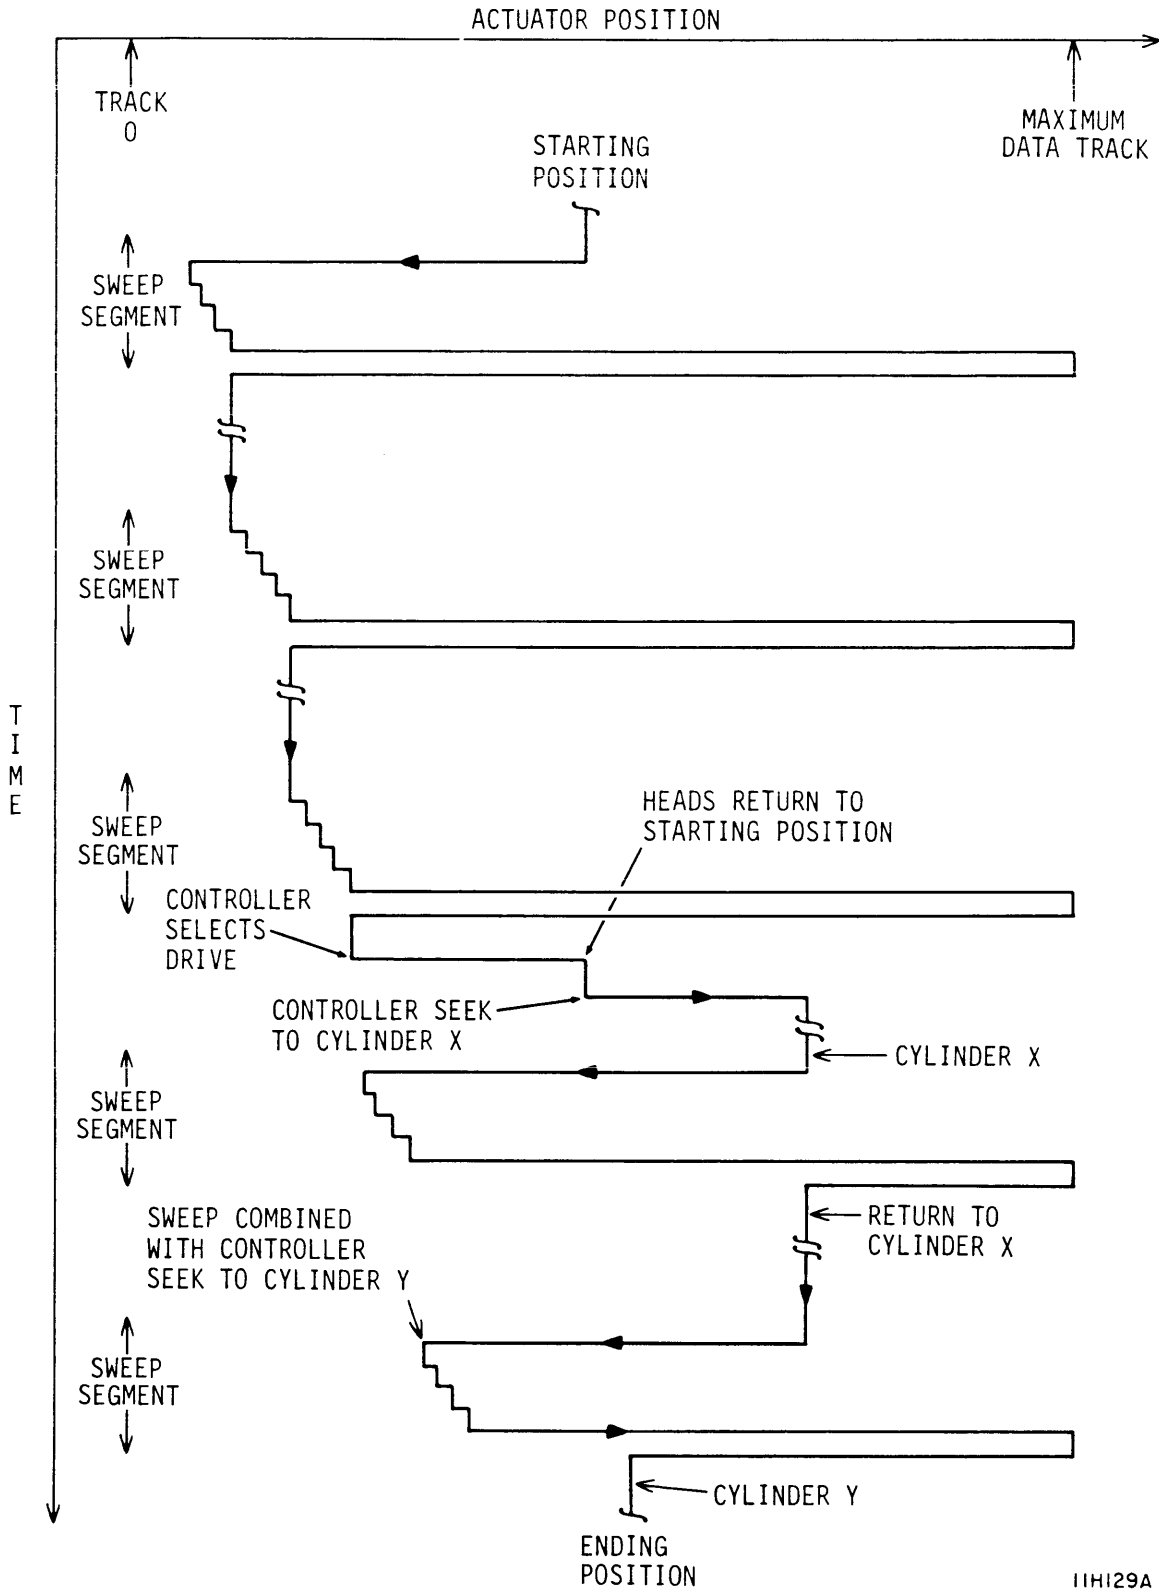 ACTUATOR POSITION
TRACK
0
MAXIMUM
DATA TRACK
STARTING
POSITION
SWEEP
SEGMENT
SWEEP
SEGMENT
TIME
SWEEP
SEGMENT
HEADS RETURN TO
STARTING POSITION
CONTROLLER
SELECTS
DRIVE
CONTROLLER SEEK
TO CYLINDER X
CYLINDER X
SWEEP
SEGMENT
SWEEP COMBINED
WITH CONTROLLER
SEEK TO CYLINDER Y
RETURN TO
CYLINDER X
SWEEP
SEGMENT
CYLINDER Y
ENDING
POSITION
11H129A